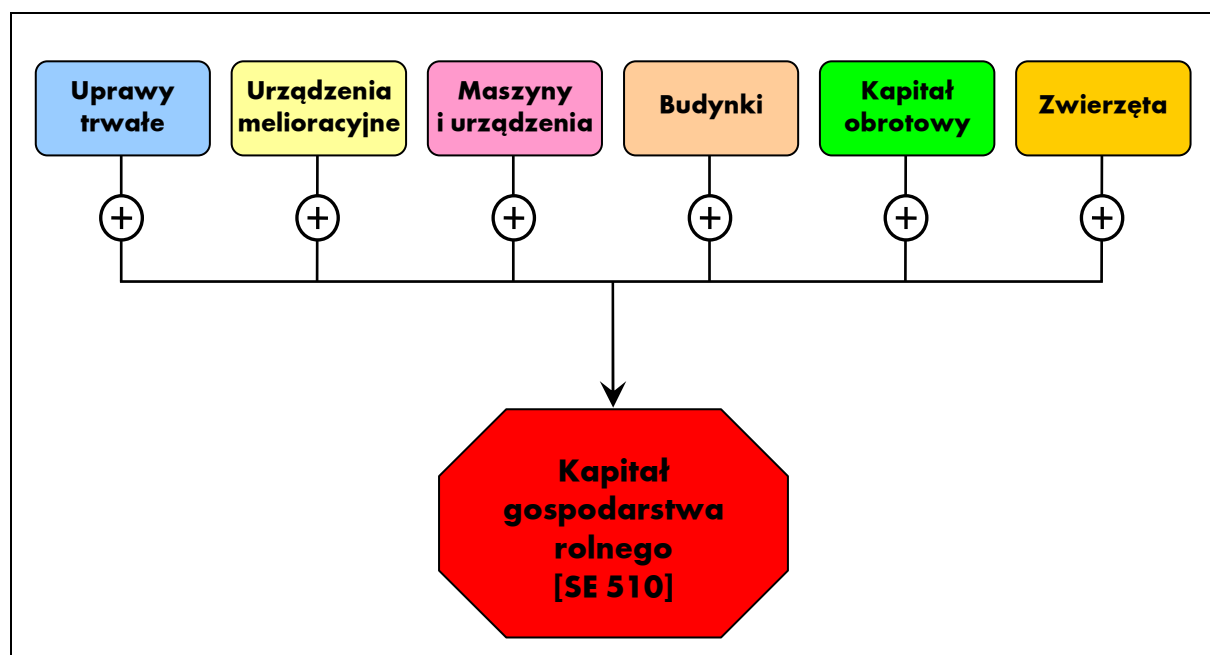 Uprawy
trwałe
Urządzenia
melioracyjne
Maszyny
i urządzenia
Budynki
Kapitał
obrotowy
Zwierzęta
+ + + + + +
Kapitał
gospodarstwa
rolnego
[SE 510]